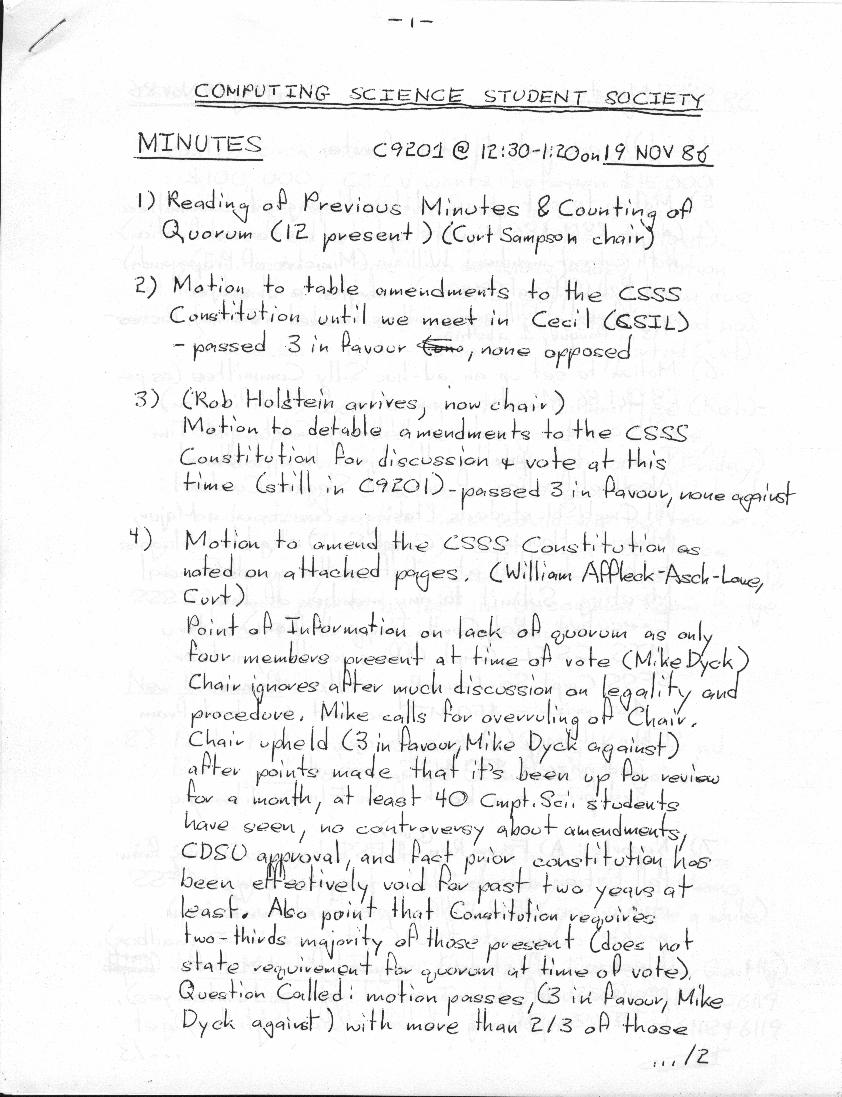 -1-
COMPUTING SCIENCE STUDENT SOCIETY
MINUTES C9201 @ 12:30-1:20 on 19 NOV 86
1) Reading of Previous Minutes & Counting of
Quorum (12 present) (Curt Sampson chair)
2) Motion to table amendments to the CSSS
Constitution until we meet in Cecil (CSIL)
- passed 3 in favour, none opposed
3) (Rob Holstein arrives, now chair)
Motion to detable amendments to the CSSS
Constitution for discussion & vote at this
time (still in C9201) - passed 3 in favour, none against
4) Motion to amend the CSSS Constitution as
noted on attached pages. (William Affleck-Asch-Lowe,
Curt)
Point of Information on lack of quorum as only
four members present at time of vote (Mike Dyck)
Chair ignores after much discussion on legality and
procedure. Mike calls for overruling of Chair.
Chair upheld (3 in favour, Mike Dyck against)
after points made that it's been up for review
for a month, at least 40 Cmpt. Sci. students
have seen, no controversy about amendments,
CDSU approval, and fact prior constitution has
been effectively void for past two years at
least. Also point that Constitution requires
two-thirds majority of those present (does not
state requirement for quorum at time of vote).
Question Called: motion passes, (3 in favour, Mike
Dyck against) with more than 2/3 of those
.../2